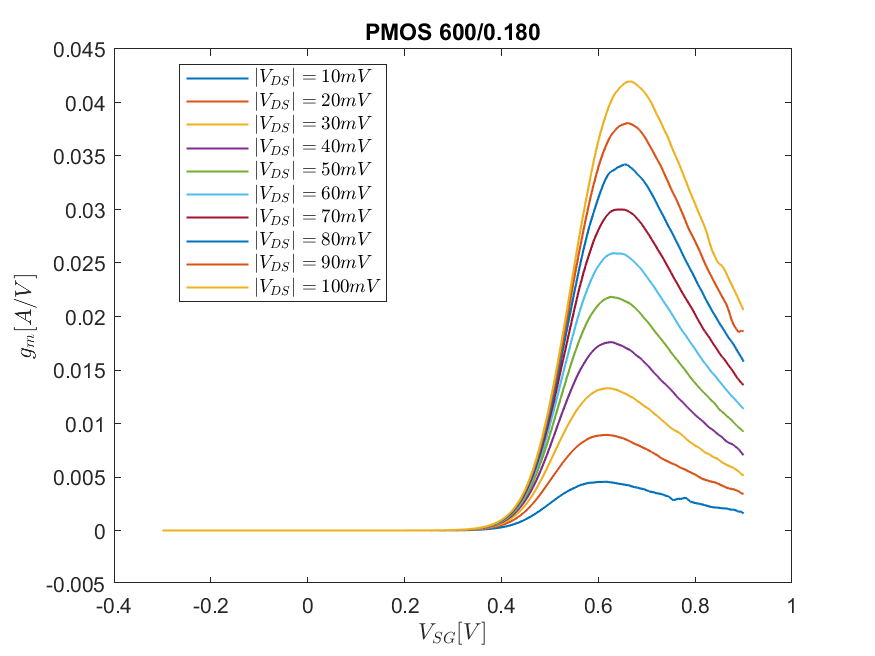 PMOS 600/0.180
0.045
0.04
0.035
0.03
0.025
0.02
0.015
0.01
0.005
0
-0.005
g_m[A/V]
|V_DS| = 10mV
|V_DS| = 20mV
|V_DS| = 30mV
|V_DS| = 40mV
|V_DS| = 50mV
|V_DS| = 60mV
|V_DS| = 70mV
|V_DS| = 80mV
|V_DS| = 90mV
|V_DS| = 100mV
-0.4 -0.2 0 0.2 0.4 0.6 0.8 1
V_SG[V]